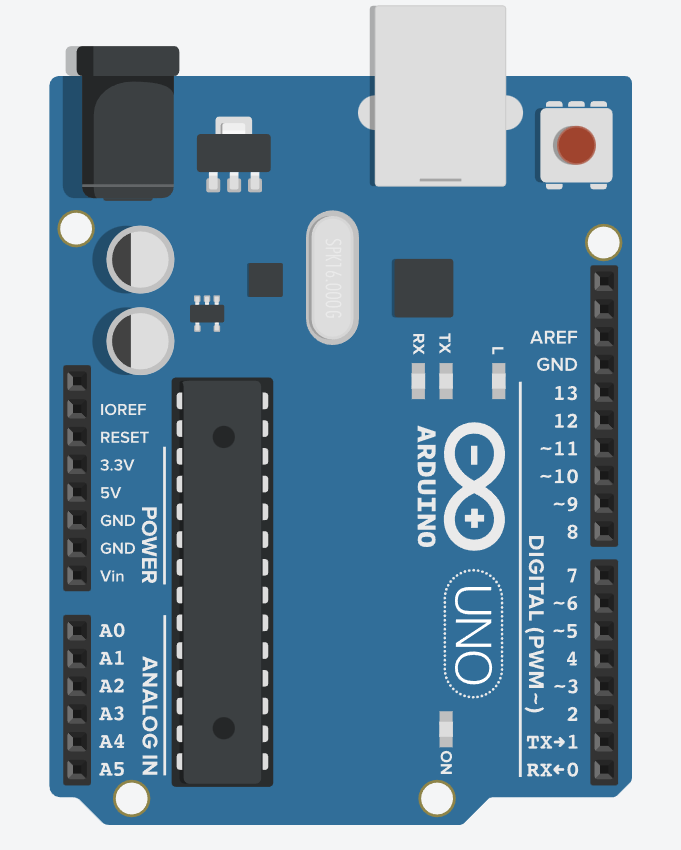 SPK16.000G
RX
TX
L
AREF
GND
13
12
~11
~10
~9
8
7
~6
~5
4
~3
2
TX→1
RX←0
DIGITAL (PWM ~)
IOREF
RESET
3.3V
5V
GND
GND
Vin
POWER
A0
A1
A2
A3
A4
A5
ANALOG IN
ARDUINO
UNO
ON